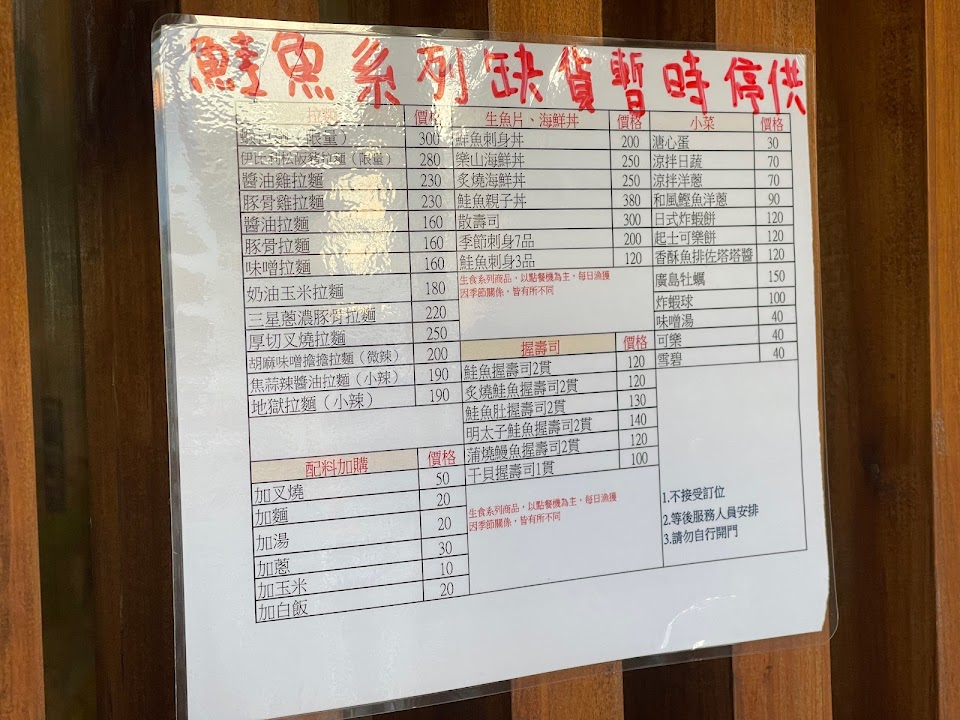 鮭魚系列缺貨暫時停供
拉麵 價格
（限量） 300
伊比利松阪豬拉麵（限量） 280
醬油雞拉麵 230
豚骨雞拉麵 230
醬油拉麵 160
豚骨拉麵 160
味噌拉麵 160
奶油玉米拉麵 180
三星蔥濃豚骨拉麵 220
厚切叉燒拉麵 250
胡麻味噌擔擔拉麵（微辣） 200
焦蒜辣醬油拉麵（小辣） 190
地獄拉麵（小辣） 190
配料加購 價格
加叉燒 50
加麵 20
加湯 20
加蔥 30
加玉米 10
加白飯 20
生魚片、海鮮丼 價格
鮮魚刺身丼 200
樂山海鮮丼 250
炙燒海鮮丼 250
鮭魚親子丼 380
散壽司 300
季節刺身7品 200
鮭魚刺身3品 120
生食系列商品，以點餐機為主，每日漁獲
因季節關係，皆有所不同
握壽司 價格
鮭魚握壽司2貫 120
炙燒鮭魚握壽司2貫 120
鮭魚肚握壽司2貫 130
明太子鮭魚握壽司2貫 140
蒲燒鰻魚握壽司2貫 120
干貝握壽司1貫 100
生食系列商品，以點餐機為主，每日漁獲
因季節關係，皆有所不同
小菜 價格
溏心蛋 30
涼拌日蔬 70
涼拌洋蔥 70
和風鰹魚洋蔥 90
日式炸蝦餅 120
起士可樂餅 120
香酥魚排佐塔塔醬 120
廣島牡蠣 150
炸蝦球 100
味噌湯 40
可樂 40
雪碧 40
1.不接受訂位
2.等後服務人員安排
3.請勿自行開門